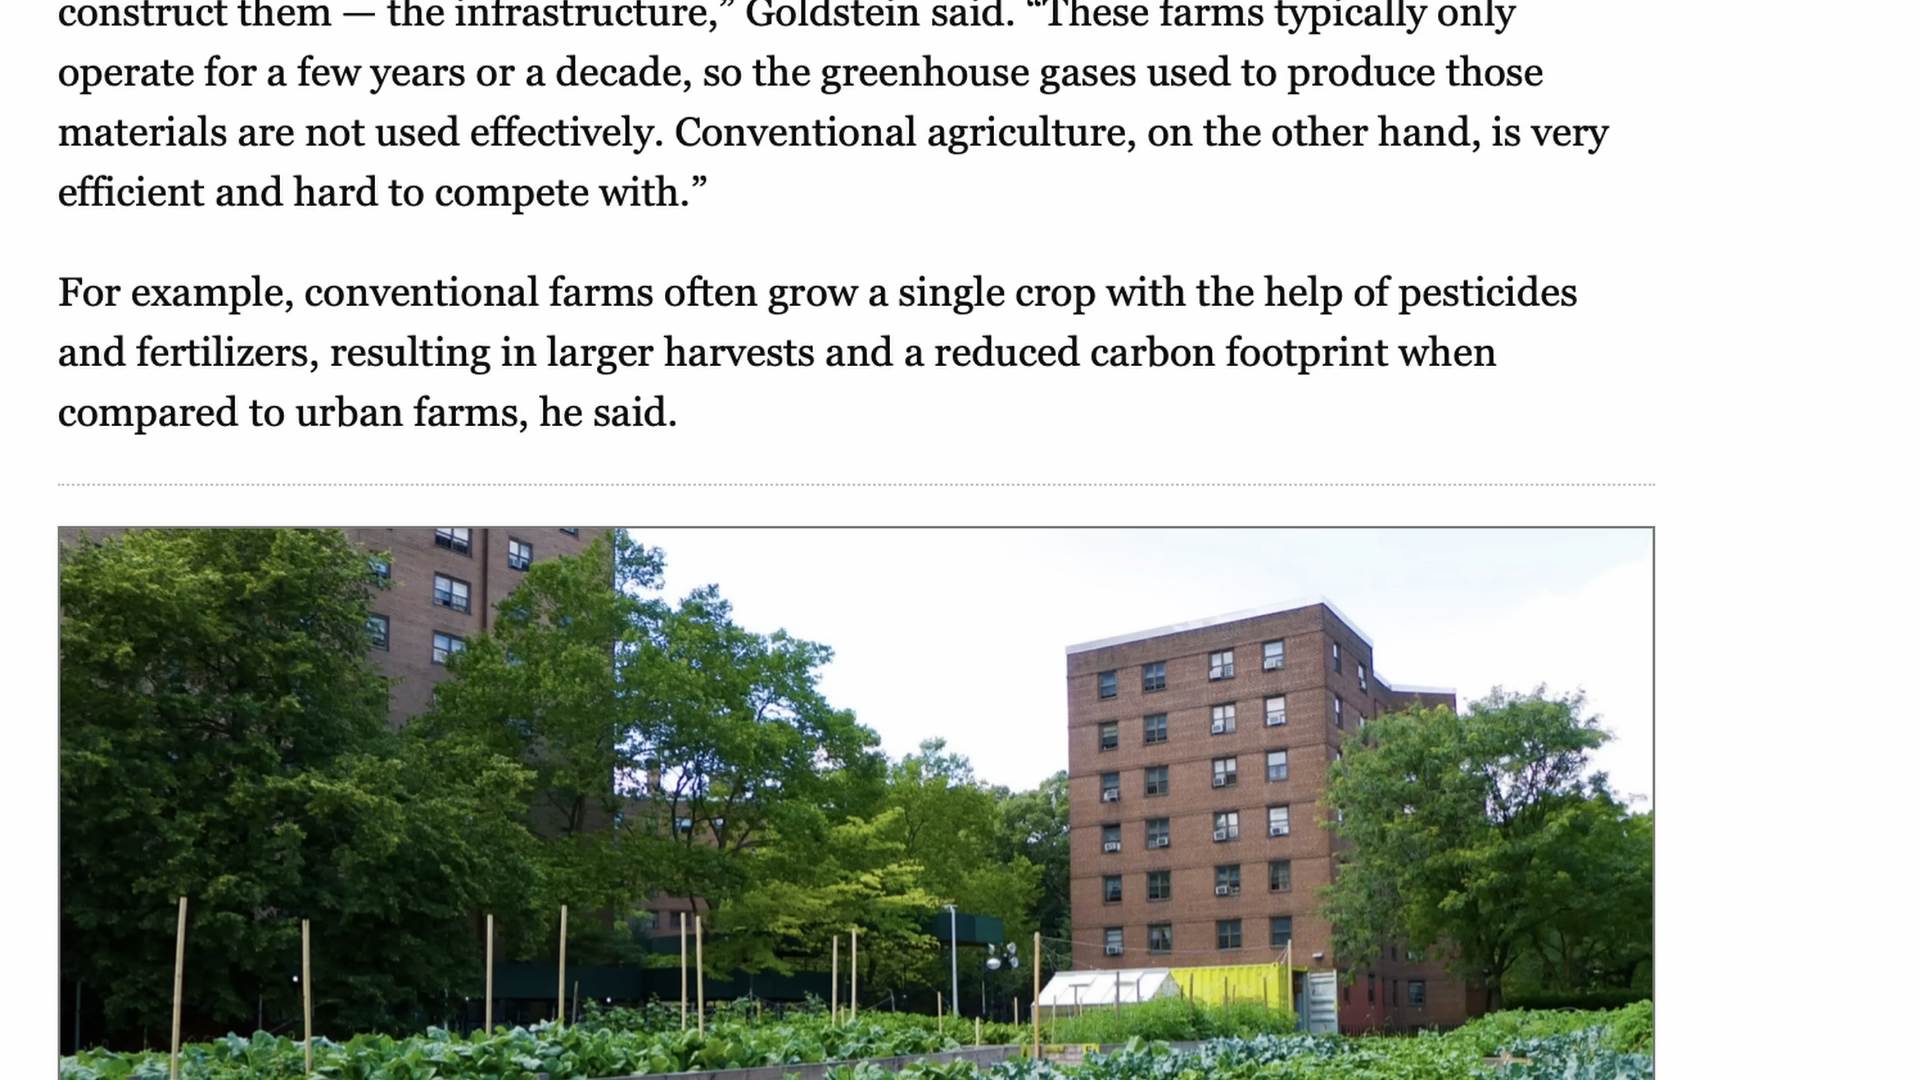 construct them — the infrastructure,” Goldstein said. “These farms typically only
operate for a few years or a decade, so the greenhouse gases used to produce those
materials are not used effectively. Conventional agriculture, on the other hand, is very
efficient and hard to compete with.”
For example, conventional farms often grow a single crop with the help of pesticides
and fertilizers, resulting in larger harvests and a reduced carbon footprint when
compared to urban farms, he said.